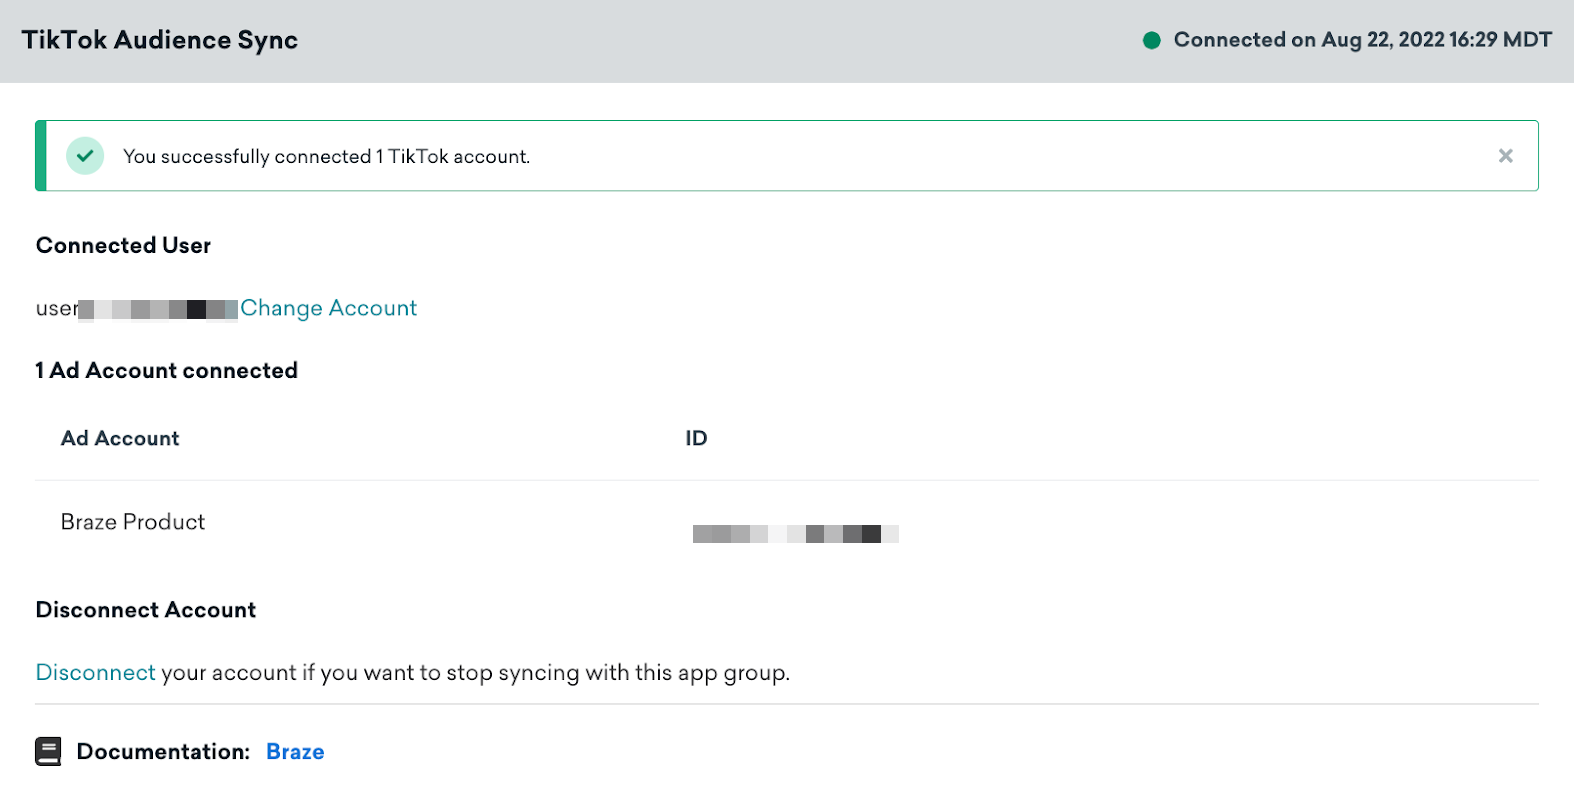 TikTok Audience Sync
Connected on Aug 22, 2022 16:29 MDT
You successfully connected 1 TikTok account.
Connected User
user Change Account
1 Ad Account connected
Ad Account ID
Braze Product
Disconnect Account
Disconnect your account if you want to stop syncing with this app group.
Documentation: Braze